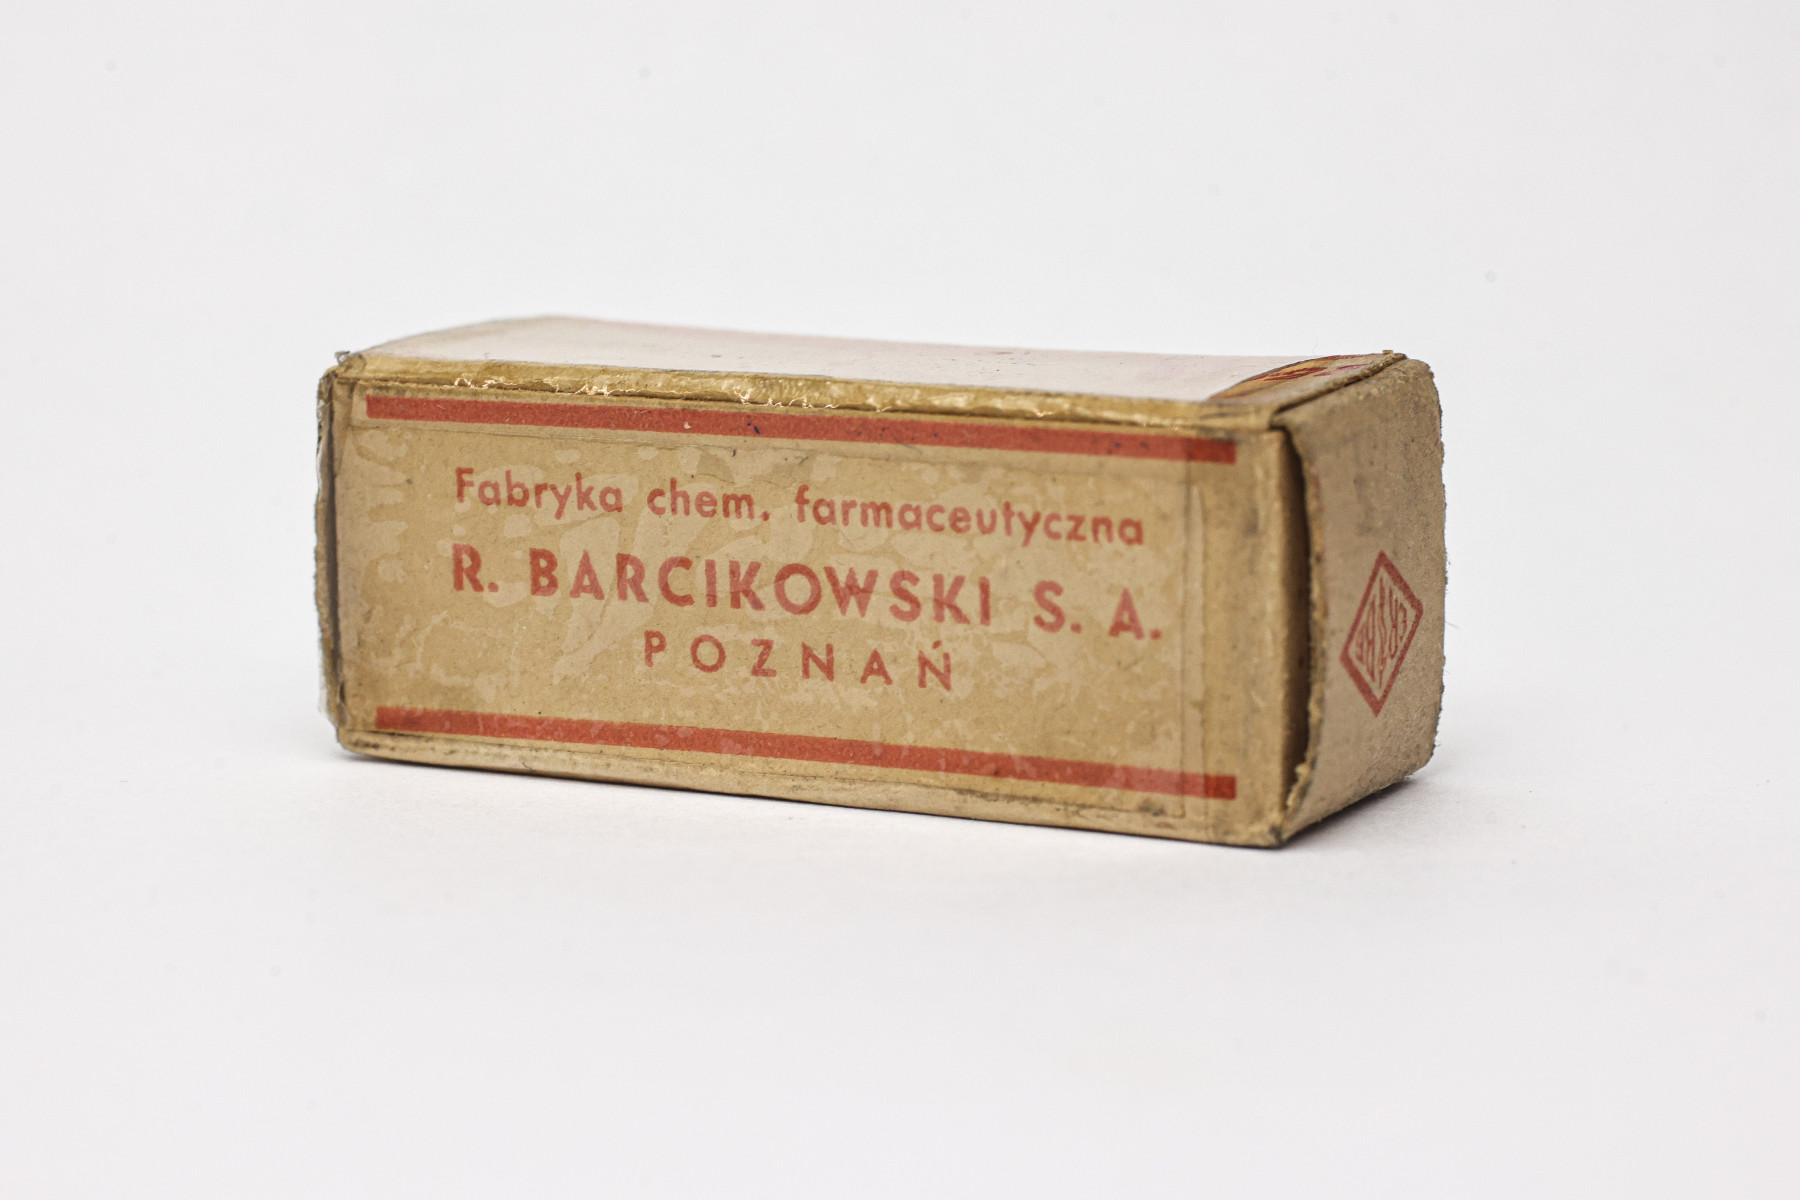 Fabryka chem. farmaceutyczna
R. BARCIKOWSKI S. A.
POZNAŃ